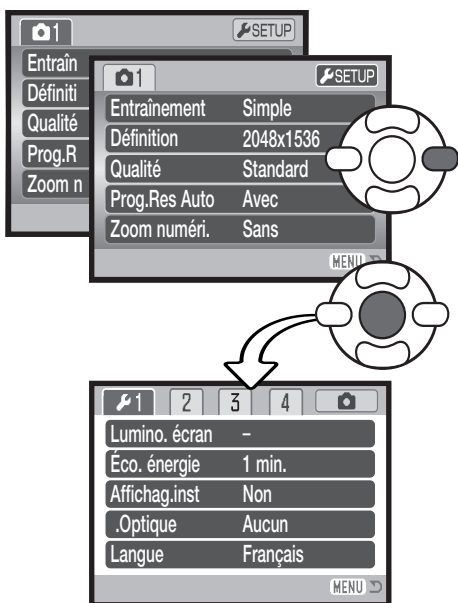 1 SETUP
Entraîn
Définiti
Qualité
Prog.R
Zoom n
1 SETUP
Entraînement Simple
Définition 2048x1536
Qualité Standard
Prog.Res Auto Avec
Zoom numéri. Sans
MENU
1 2 3 4
Lumino. écran –
Éco. énergie 1 min.
Affichag.inst Non
.Optique Aucun
Langue Français
MENU